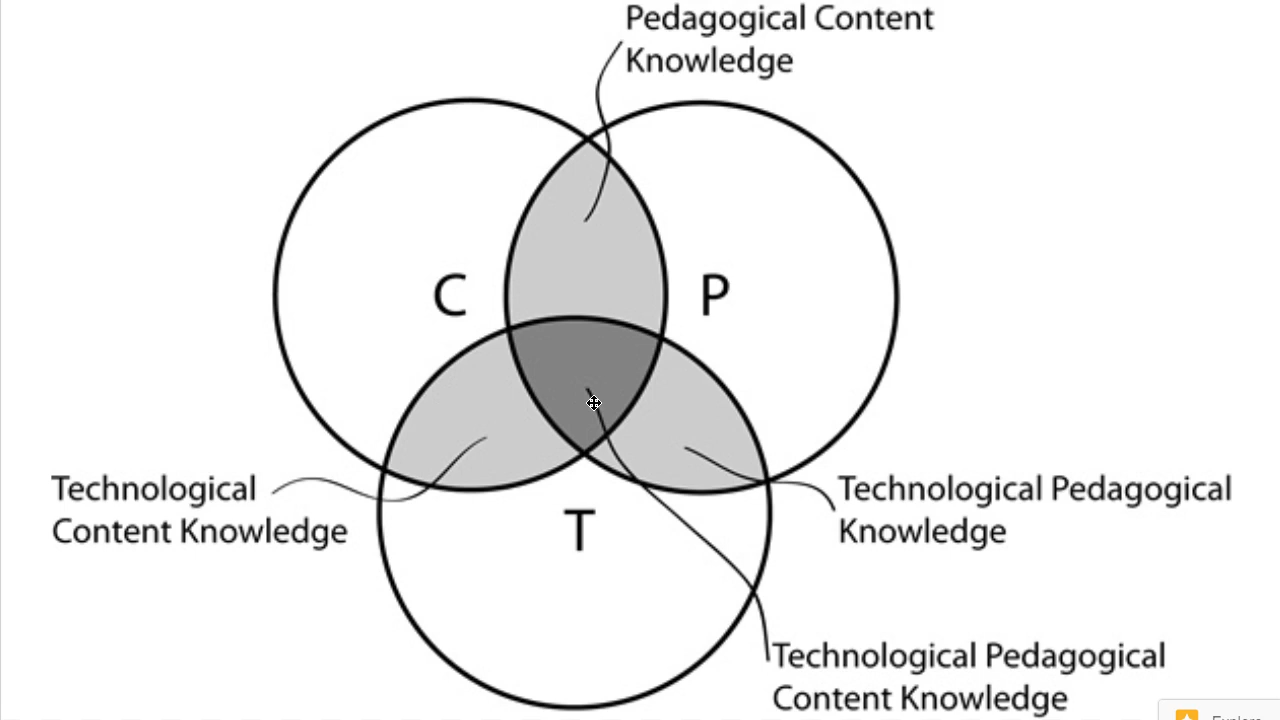 Pedagogical Content
Knowledge
C
P
Technological
Content Knowledge
T
Technological Pedagogical
Knowledge
Technological Pedagogical
Content Knowledge